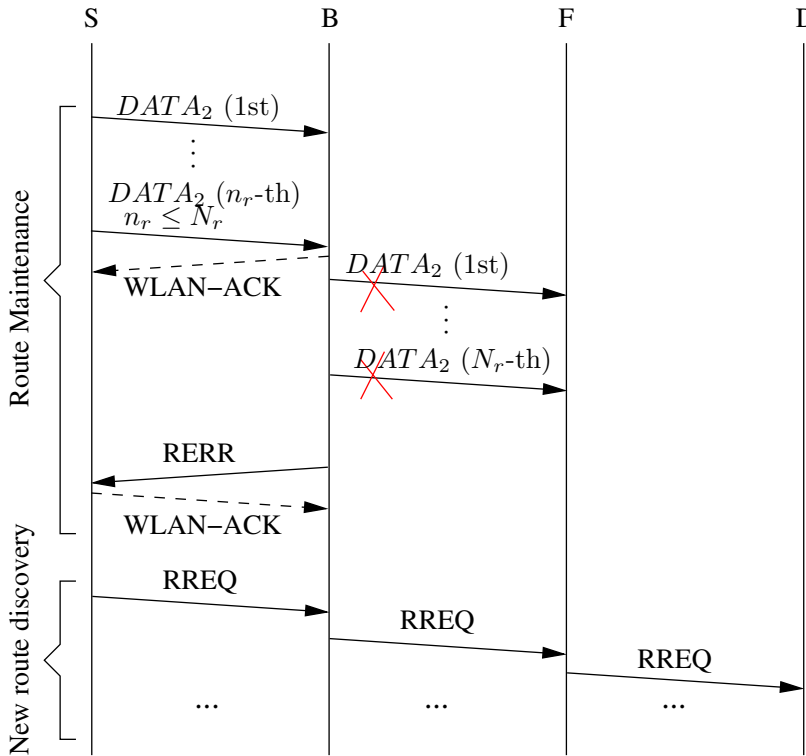 S B F D
DATA₂ (1st)
⋮
DATA₂ (nᵣ-th)
nᵣ ≤ Nᵣ
WLAN–ACK
DATA₂ (1st)
⋮
DATA₂ (Nᵣ-th)
RERR
WLAN–ACK
Route Maintenance
RREQ
RREQ
RREQ
... ... ...
New route discovery